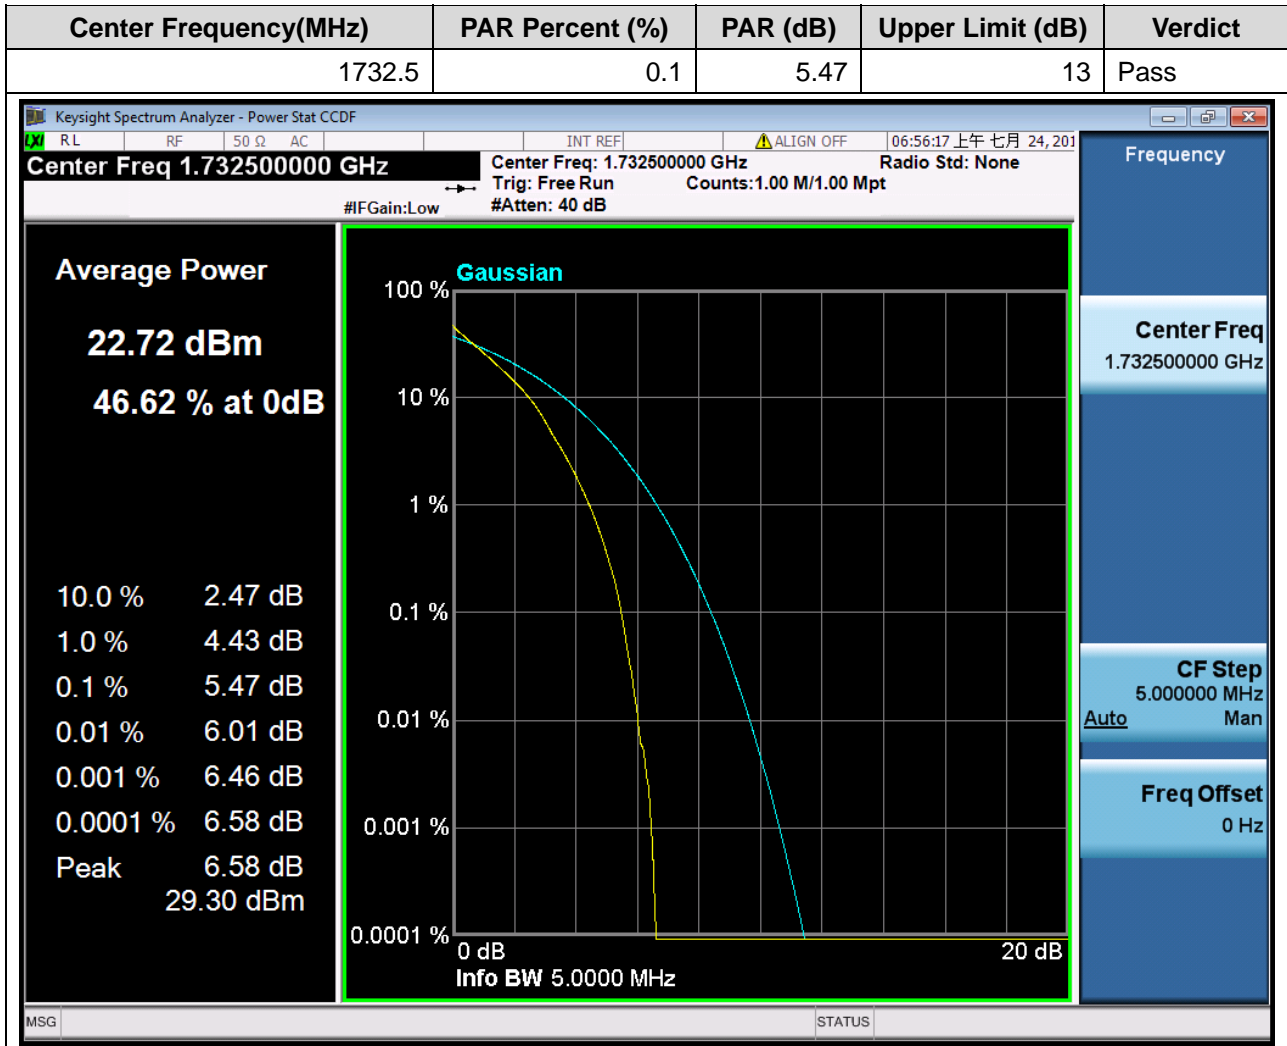 Center Frequency(MHz) PAR Percent (%) PAR (dB) Upper Limit (dB) Verdict
1732.5 0.1 5.47 13 Pass
Keysight Spectrum Analyzer - Power Stat CCDF
LXI RL RF 50 Ω AC INT REF ALIGN OFF 06:56:17 上午 七月 24, 201
Center Freq 1.732500000 GHz
Center Freq: 1.732500000 GHz Radio Std: None
Trig: Free Run Counts:1.00 M/1.00 Mpt
#IFGain:Low #Atten: 40 dB
Frequency
Average Power
22.72 dBm
46.62 % at 0dB
10.0 % 2.47 dB
1.0 % 4.43 dB
0.1 % 5.47 dB
0.01 % 6.01 dB
0.001 % 6.46 dB
0.0001 % 6.58 dB
Peak 6.58 dB
29.30 dBm
Gaussian
100 %
10 %
1 %
0.1 %
0.01 %
0.001 %
0.0001 %
0 dB 20 dB
Info BW 5.0000 MHz
Center Freq
1.732500000 GHz
CF Step
5.000000 MHz
Auto Man
Freq Offset
0 Hz
MSG STATUS